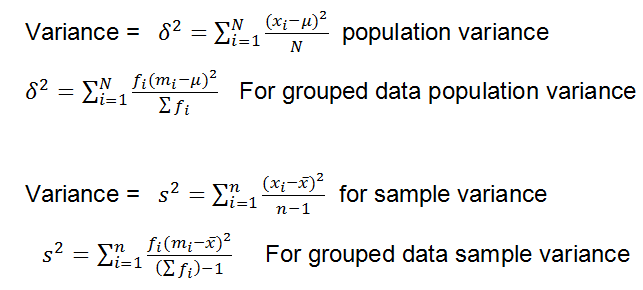 Variance = δ² = ∑ᵢ₌₁ᴺ (xᵢ−μ)²/N population variance
δ² = ∑ᵢ₌₁ᴺ fᵢ(mᵢ−μ)²/∑ fᵢ For grouped data population variance
Variance = s² = ∑ᵢ₌₁ⁿ (xᵢ−x̄)²/n−1 for sample variance
s² = ∑ᵢ₌₁ⁿ fᵢ(mᵢ−x̄)²/(∑ fᵢ)−1 For grouped data sample variance